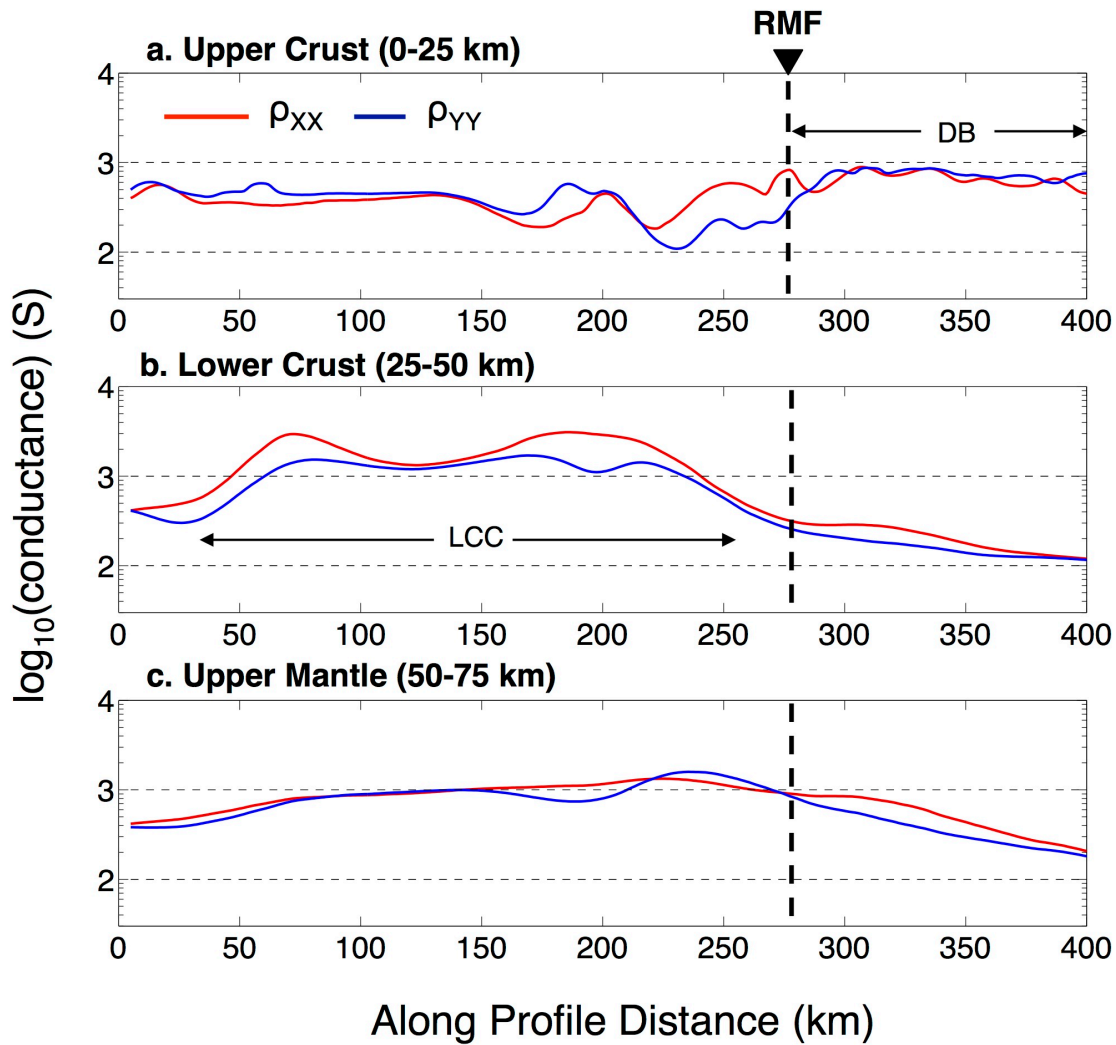 RMF
a. Upper Crust (0-25 km)
4
ρXX ρYY
DB
3
2
0 50 100 150 200 250 300 350 400
b. Lower Crust (25-50 km)
4
3
LCC
2
0 50 100 150 200 250 300 350 400
c. Upper Mantle (50-75 km)
4
3
2
0 50 100 150 200 250 300 350 400
log10(conductance) (S)
Along Profile Distance (km)